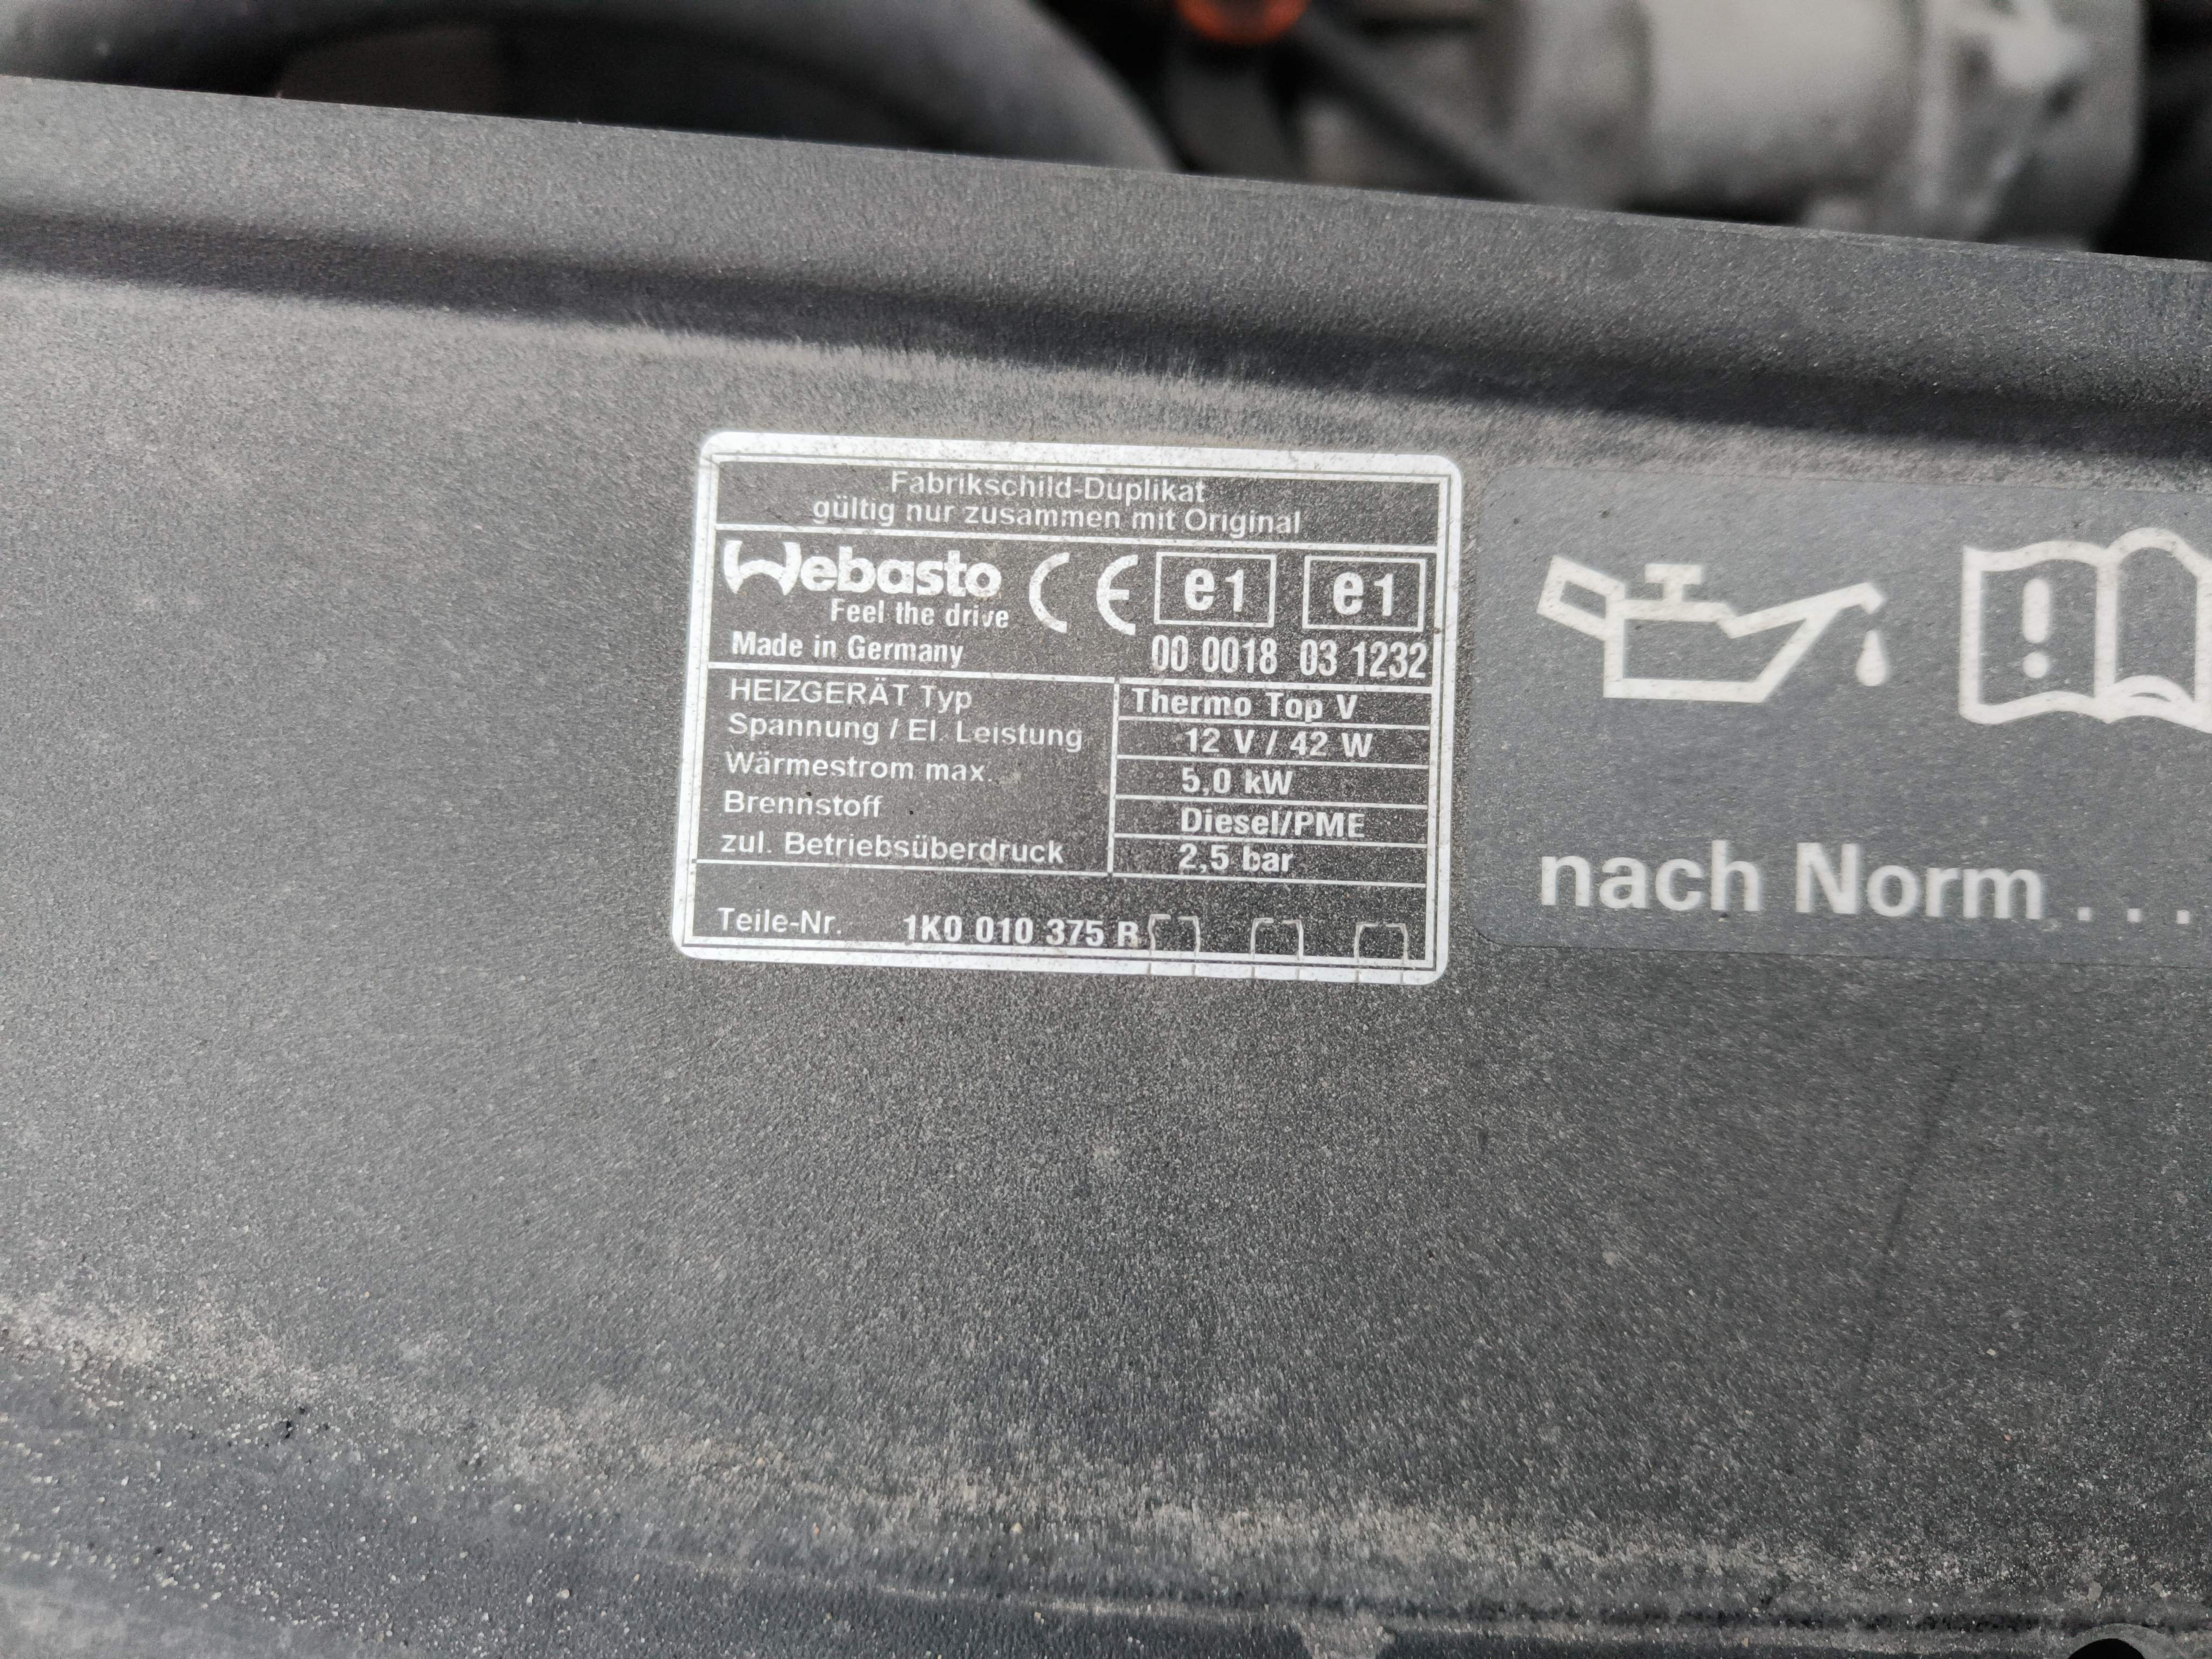 Fabrikschild-Duplikat
gültig nur zusammen mit Original
Webasto CE e1 e1
Feel the drive
Made in Germany 00 0018 03 1232
HEIZGERÄT Typ Thermo Top V
Spannung / El. Leistung 12 V / 42 W
Wärmestrom max. 5,0 kW
Brennstoff Diesel/PME
zul. Betriebsüberdruck 2,5 bar
Teile-Nr. 1K0 010 375
nach Norm . . .